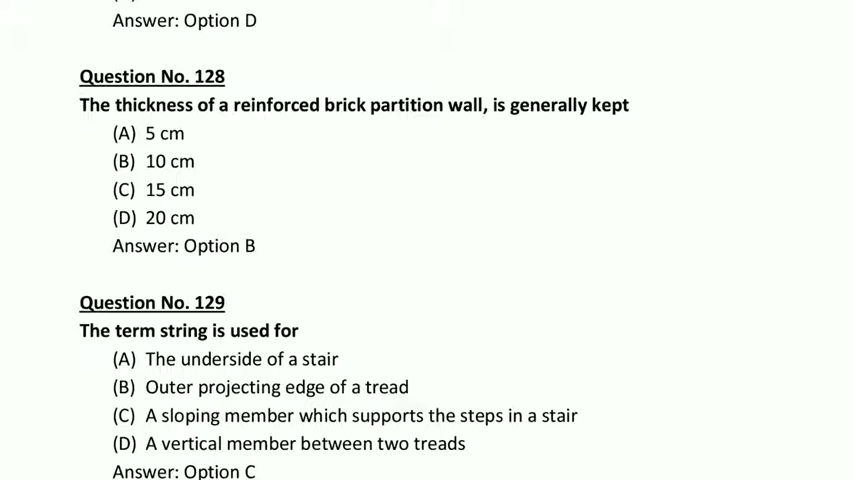 Answer: Option D
Question No. 128
The thickness of a reinforced brick partition wall, is generally kept
(A) 5 cm
(B) 10 cm
(C) 15 cm
(D) 20 cm
Answer: Option B
Question No. 129
The term string is used for
(A) The underside of a stair
(B) Outer projecting edge of a tread
(C) A sloping member which supports the steps in a stair
(D) A vertical member between two treads
Answer: Option C